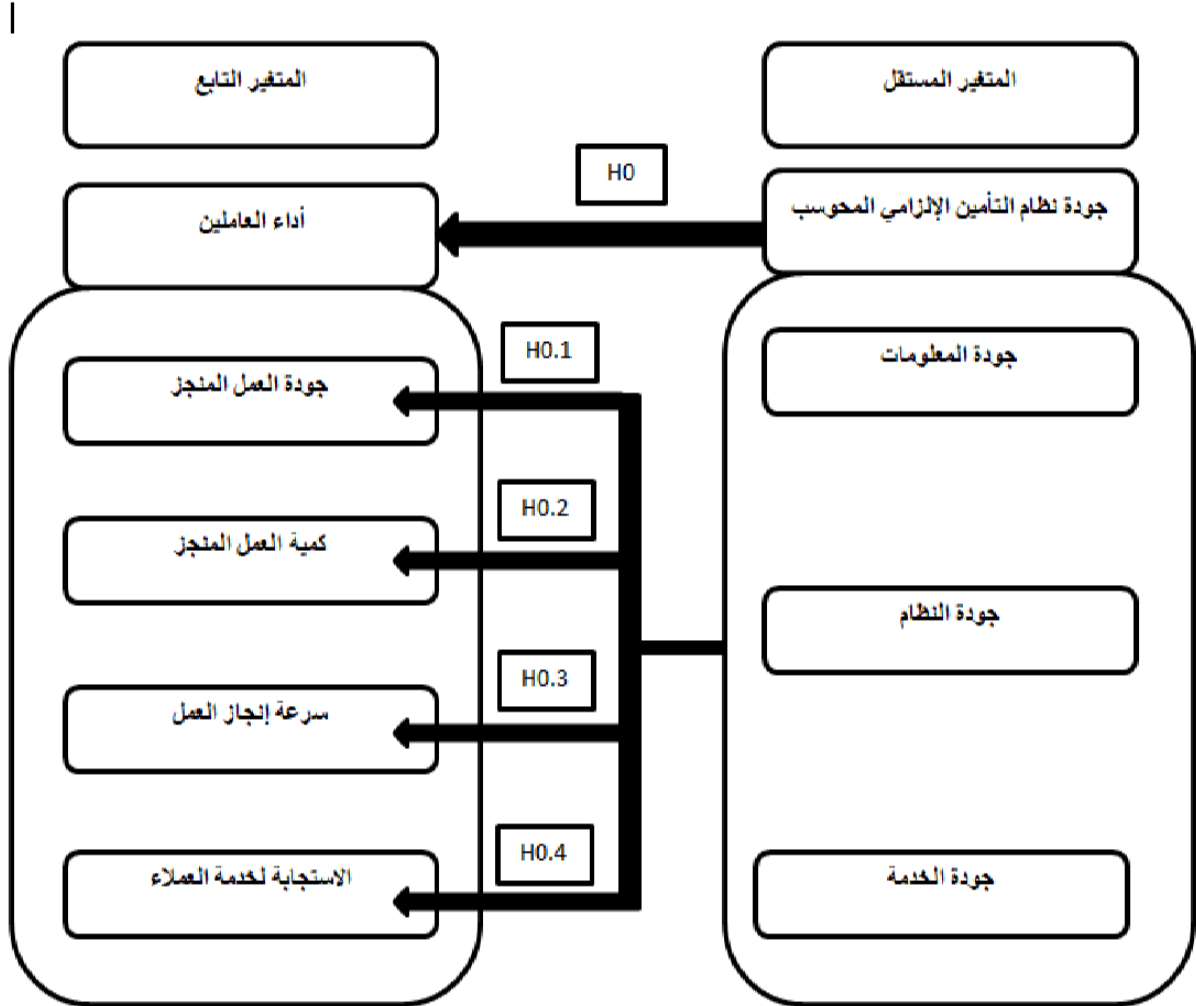 المتغير المستقل
المتغير التابع
H0
جودة نظام التأمين الإلزامي المحوسب
أداء العاملين
H0.1
جودة المعلومات
جودة العمل المنجز
H0.2
كمية العمل المنجز
جودة النظام
H0.3
سرعة إنجاز العمل
H0.4
جودة الخدمة
الاستجابة لخدمة العملاء